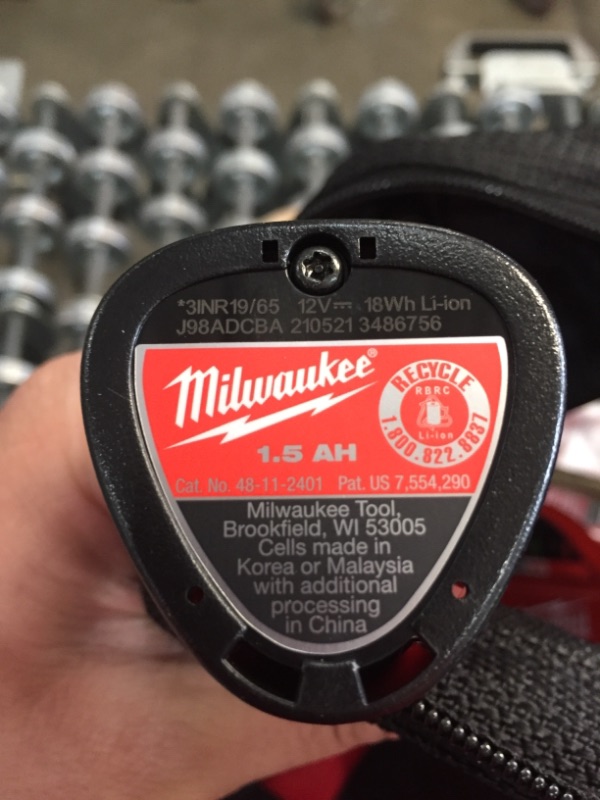 *3INR19/65 12V⎓ 18Wh Li-ion
J98ADCBA 210521 3486756
Milwaukee®
RECYCLE
RBRC
Li-ion
1.800.822.8837
1.5 AH
Cat. No. 48-11-2401 Pat. US 7,554,290
Milwaukee Tool,
Brookfield, WI 53005
Cells made in
Korea or Malaysia
with additional
processing
in China